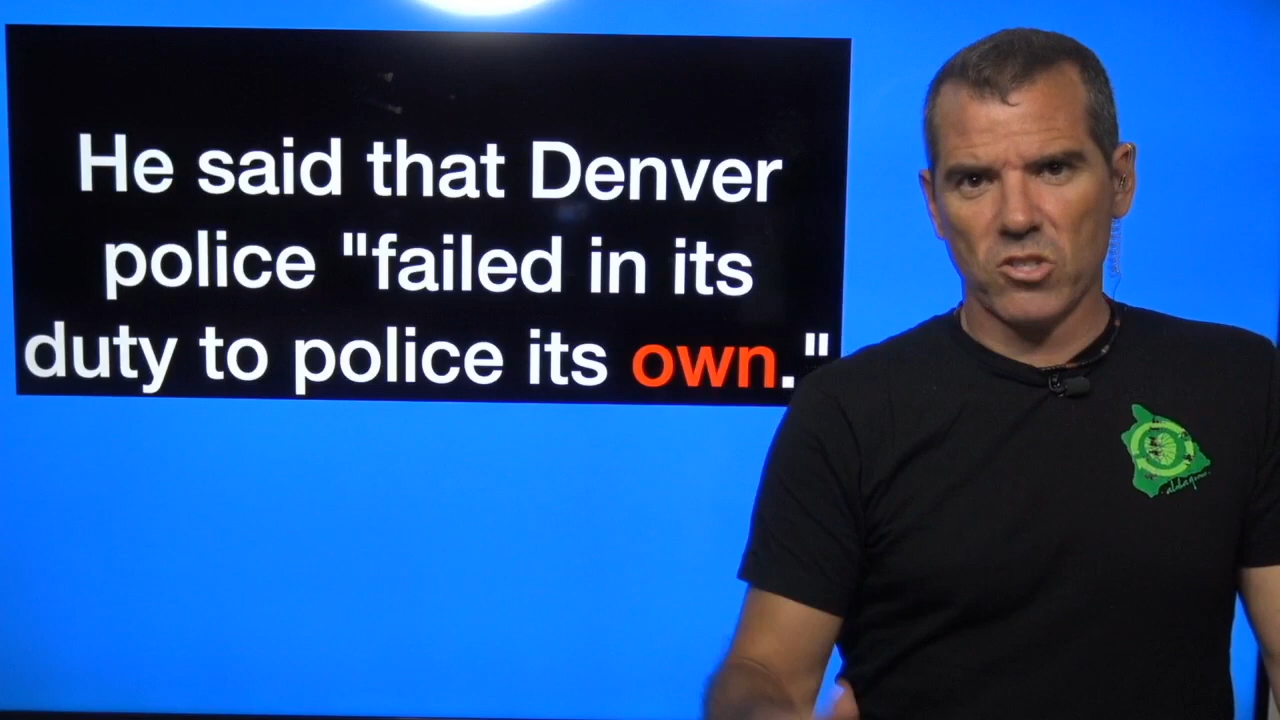 He said that Denver
police "failed in its
duty to police its own."